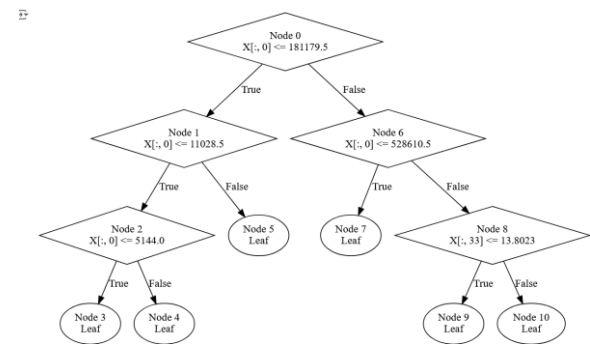 Node 0
X[:, 0] <= 181179.5
True
False
Node 1
X[:, 0] <= 11028.5
Node 6
X[:, 0] <= 528610.5
True
False
True
False
Node 2
X[:, 0] <= 5144.0
Node 5
Leaf
Node 7
Leaf
Node 8
X[:, 33] <= 13.8023
True
False
True
False
Node 3
Leaf
Node 4
Leaf
Node 9
Leaf
Node 10
Leaf